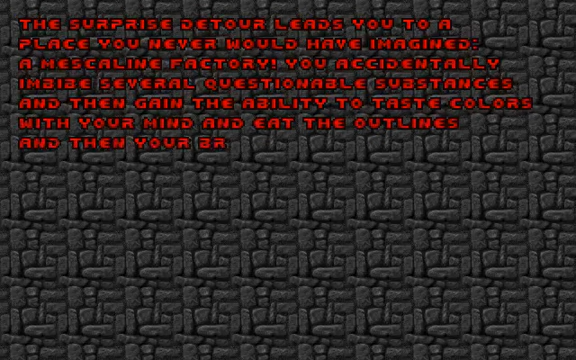 THE SURPRISE DETOUR LEADS YOU TO A
PLACE YOU NEVER WOULD HAVE IMAGINED:
A MESCALINE FACTORY! YOU ACCIDENTALLY
IMBIBE SEVERAL QUESTIONABLE SUBSTANCES
AND THEN GAIN THE ABILITY TO TASTE COLORS
WITH YOUR MIND AND EAT THE OUTLINES
AND THEN YOUR BR